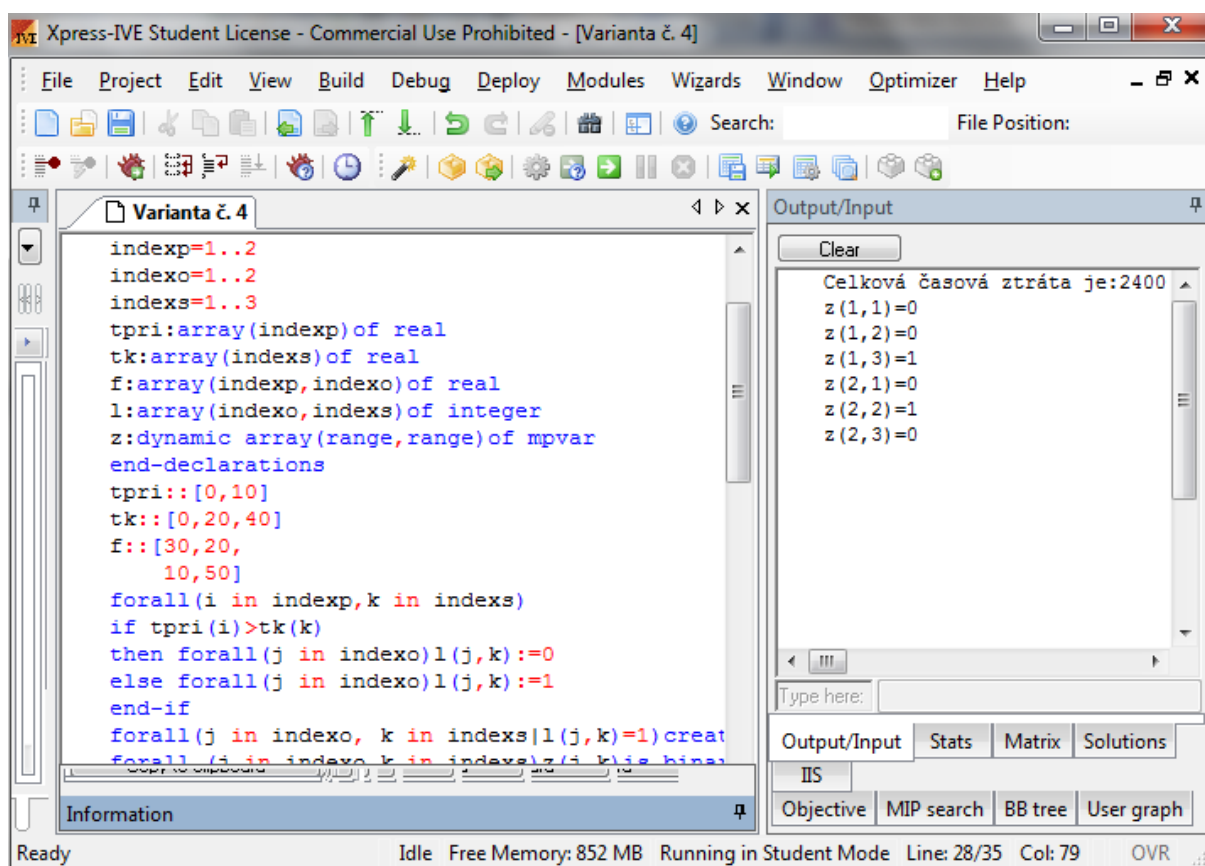 Xpress-IVE Student License - Commercial Use Prohibited - [Varianta č. 4]
File Project Edit View Build Debug Deploy Modules Wizards Window Optimizer Help
Search: File Position:
Varianta č. 4
indexp=1..2
indexo=1..2
indexs=1..3
tpri:array(indexp)of real
tk:array(indexs)of real
f:array(indexp,indexo)of real
l:array(indexo,indexs)of integer
z:dynamic array(range,range)of mpvar
end-declarations
tpri::[0,10]
tk::[0,20,40]
f::[30,20,
10,50]
forall(i in indexp,k in indexs)
if tpri(i)>tk(k)
then forall(j in indexo)l(j,k):=0
else forall(j in indexo)l(j,k):=1
end-if
forall(j in indexo, k in indexs|l(j,k)=1)creat
forall (j in indexo,k in indexs)z(j,k)is binar
Information
Output/Input
Clear
Celková časová ztráta je:2400
z(1,1)=0
z(1,2)=0
z(1,3)=1
z(2,1)=0
z(2,2)=1
z(2,3)=0
Type here:
Output/Input Stats Matrix Solutions
IIS
Objective MIP search BB tree User graph
Ready Idle Free Memory: 852 MB Running in Student Mode Line: 28/35 Col: 79 OVR